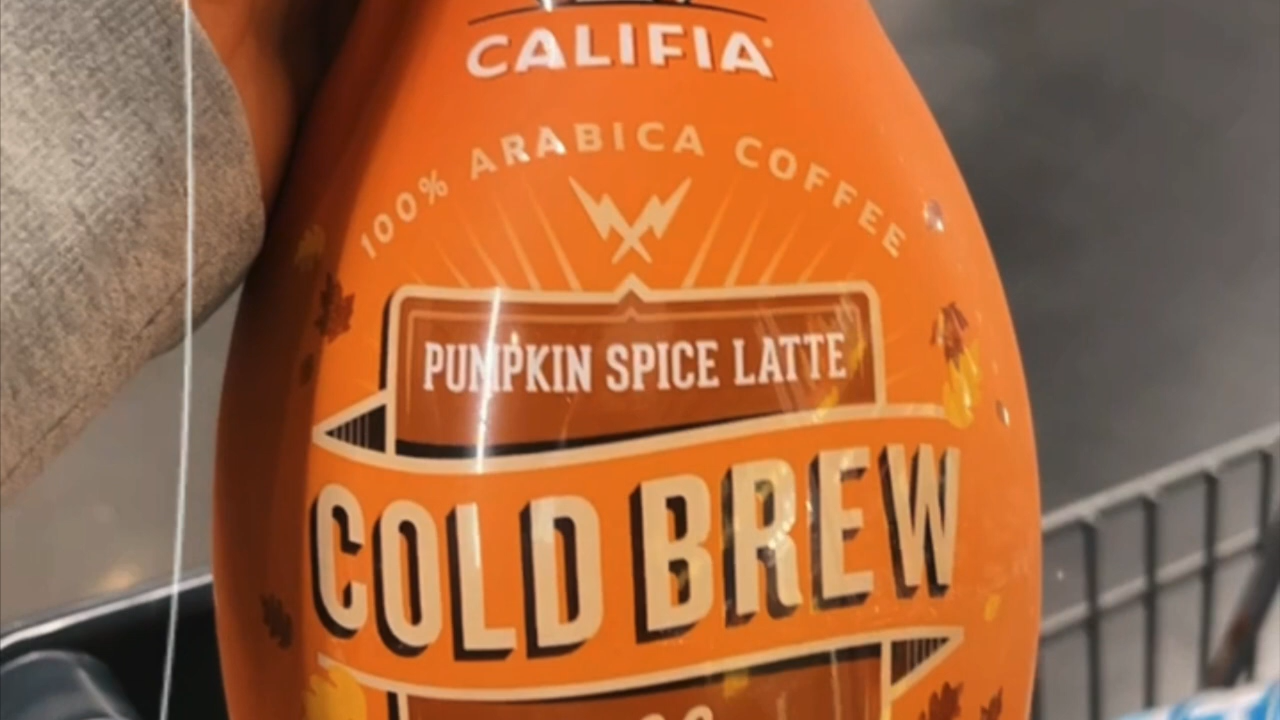 CALIFIA
100% ARABICA COFFEE
PUMPKIN SPICE LATTE
COLD BREW